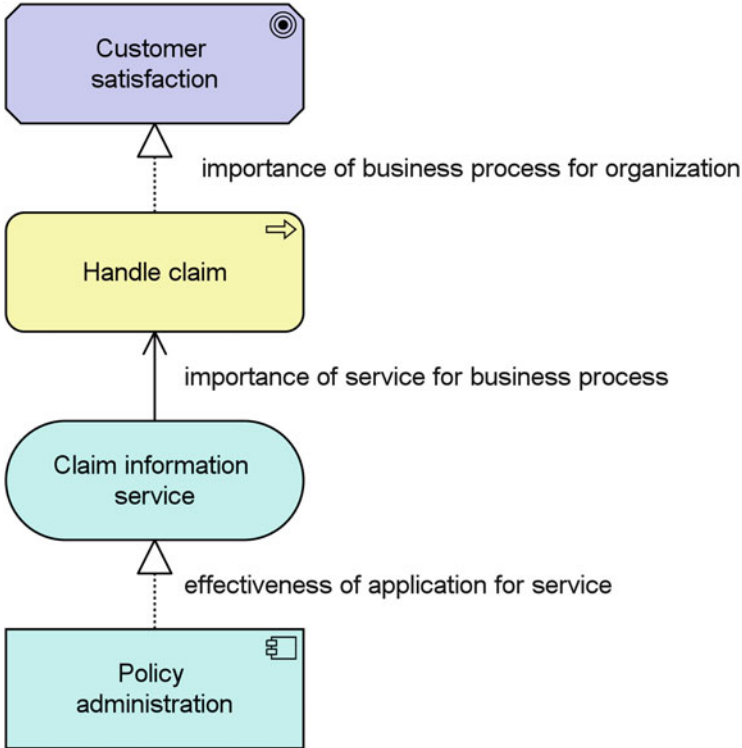 Customer
satisfaction
importance of business process for organization
Handle claim
importance of service for business process
Claim information
service
effectiveness of application for service
Policy
administration